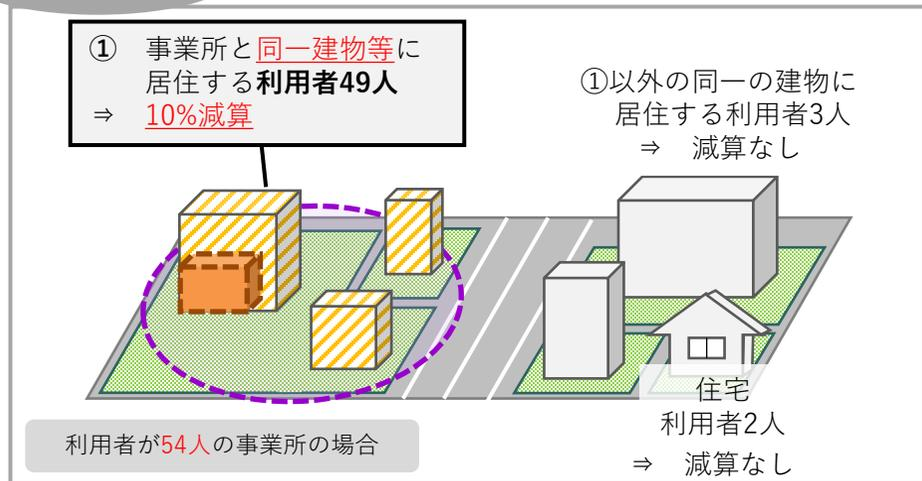 ① 事業所と同一建物等に
居住する利用者49人
⇒ 10%減算
①以外の同一の建物に
居住する利用者3人
⇒ 減算なし
住宅
利用者2人
⇒ 減算なし
利用者が54人の事業所の場合